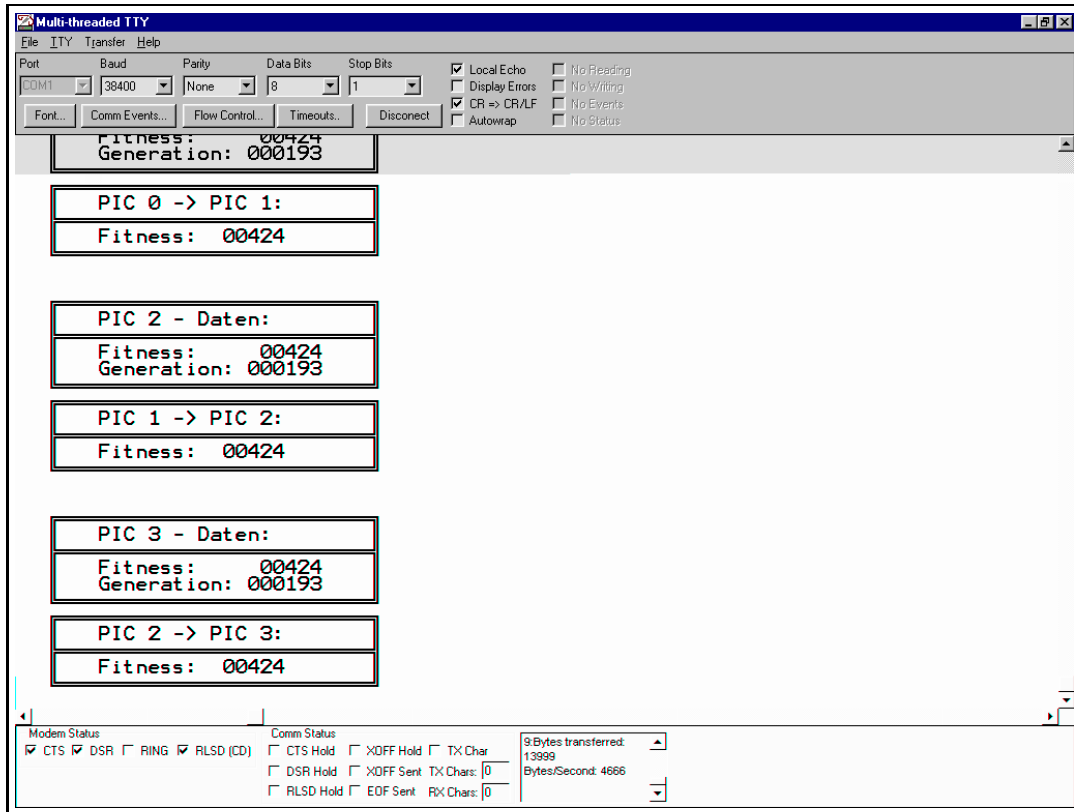 Multi-threaded TTY
File TTY Transfer Help
Port Baud Parity Data Bits Stop Bits
COM1 38400 None 8 1
Local Echo No Reading
Display Errors No Writing
CR => CR/LF No Events
Autowrap No Status
Font... Comm Events... Flow Control... Timeouts.. Disconect
Fitness: 00424
Generation: 000193
PIC 0 -> PIC 1:
Fitness: 00424
PIC 2 - Daten:
Fitness: 00424
Generation: 000193
PIC 1 -> PIC 2:
Fitness: 00424
PIC 3 - Daten:
Fitness: 00424
Generation: 000193
PIC 2 -> PIC 3:
Fitness: 00424
Modem Status
CTS DSR RING RLSD (CD)
Comm Status
CTS Hold XOFF Hold TX Char
DSR Hold XOFF Sent TX Chars: 0
RLSD Hold EOF Sent RX Chars: 0
9:Bytes transferred:
13999
Bytes/Second: 4666